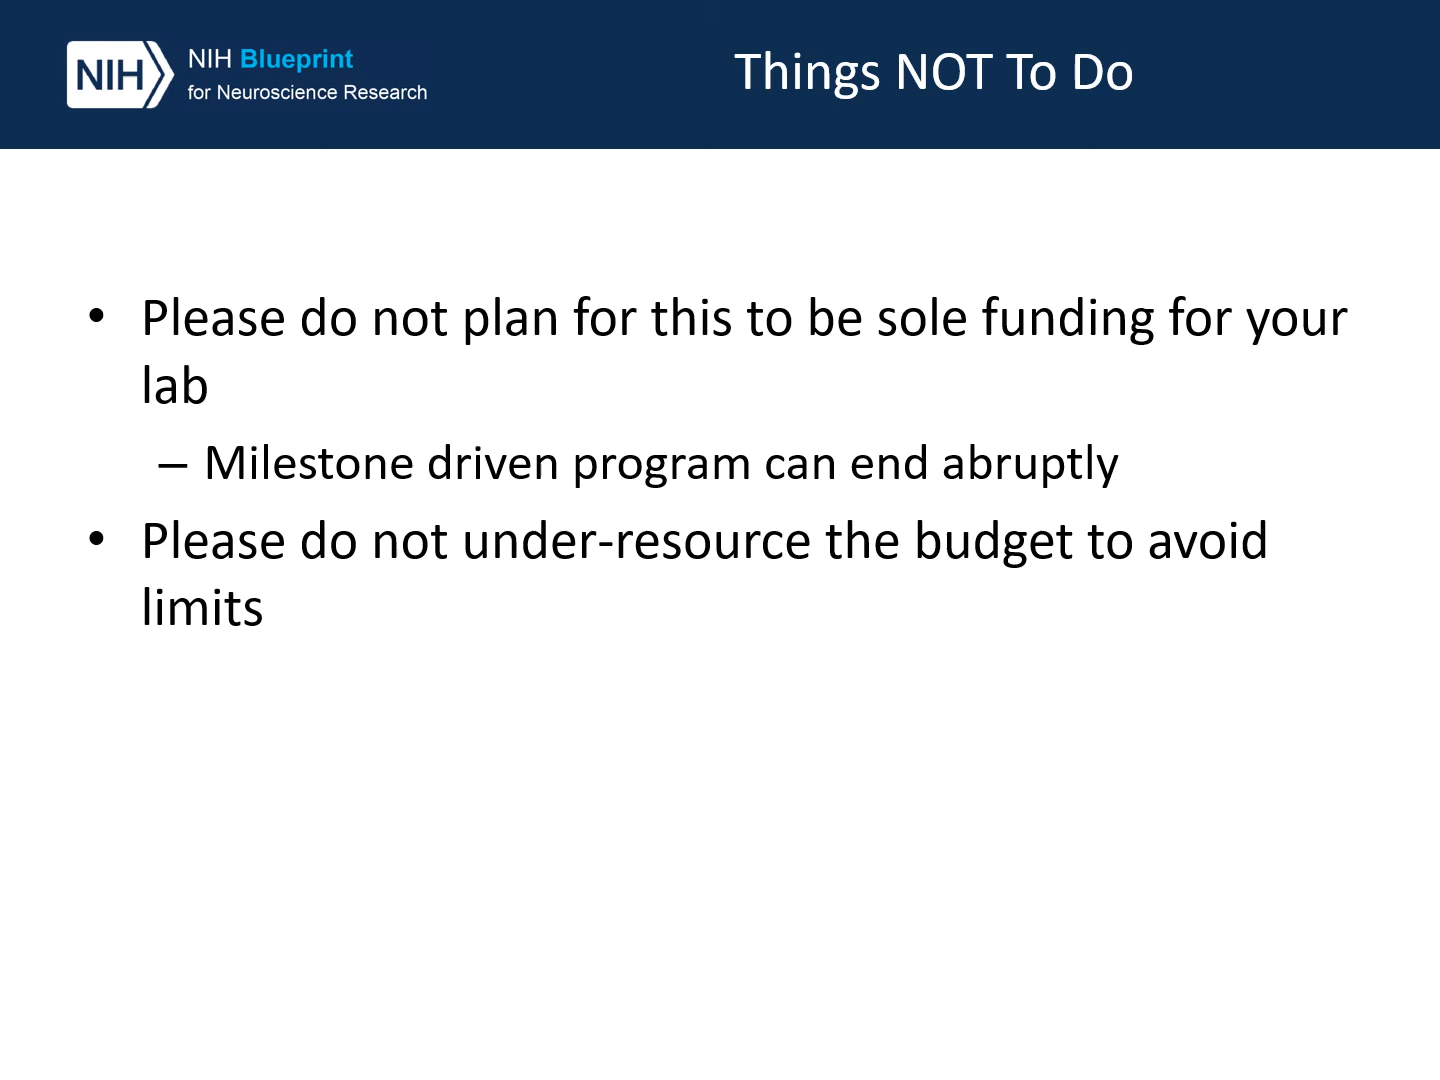 NIH
NIH Blueprint
for Neuroscience Research
Things NOT To Do
• Please do not plan for this to be sole funding for your
lab
– Milestone driven program can end abruptly
• Please do not under-resource the budget to avoid
limits